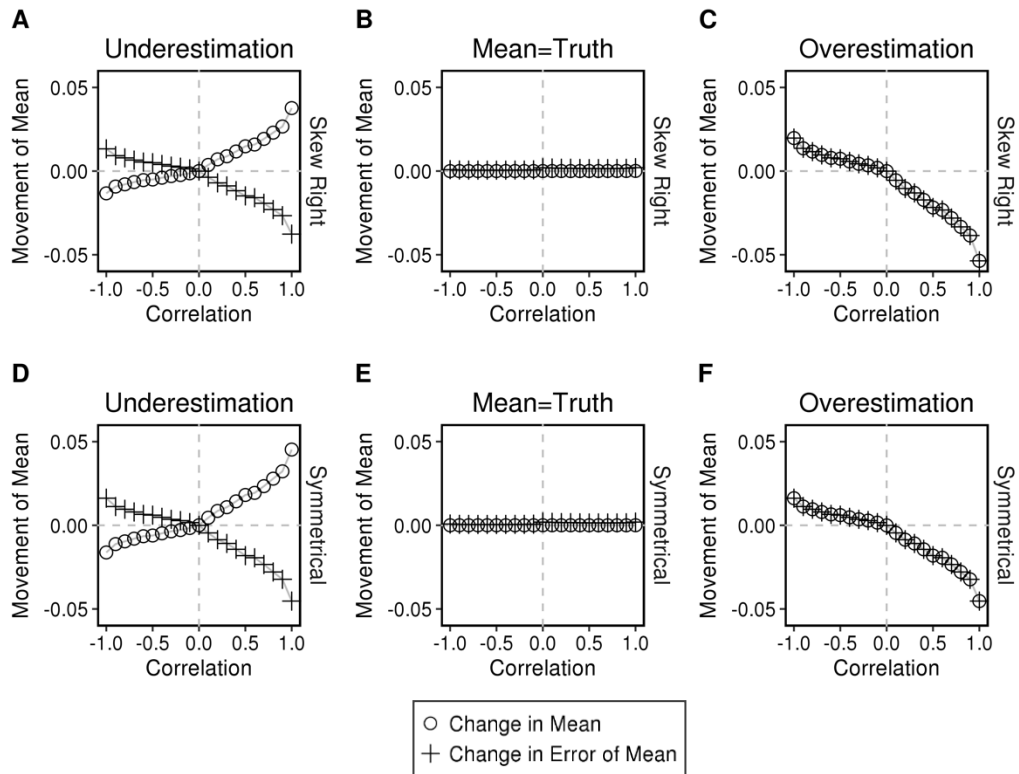 A
B
C
Underestimation
Mean=Truth
Overestimation
Movement of Mean
0.05
0.00
-0.05
-1.0 -0.5 0.0 0.5 1.0
Correlation
Skew Right
Movement of Mean
0.05
0.00
-0.05
-1.0 -0.5 0.0 0.5 1.0
Correlation
Skew Right
Movement of Mean
0.05
0.00
-0.05
-1.0 -0.5 0.0 0.5 1.0
Correlation
Skew Right
D
E
F
Underestimation
Mean=Truth
Overestimation
Movement of Mean
0.05
0.00
-0.05
-1.0 -0.5 0.0 0.5 1.0
Correlation
Symmetrical
Movement of Mean
0.05
0.00
-0.05
-1.0 -0.5 0.0 0.5 1.0
Correlation
Symmetrical
Movement of Mean
0.05
0.00
-0.05
-1.0 -0.5 0.0 0.5 1.0
Correlation
Symmetrical
Change in Mean
Change in Error of Mean